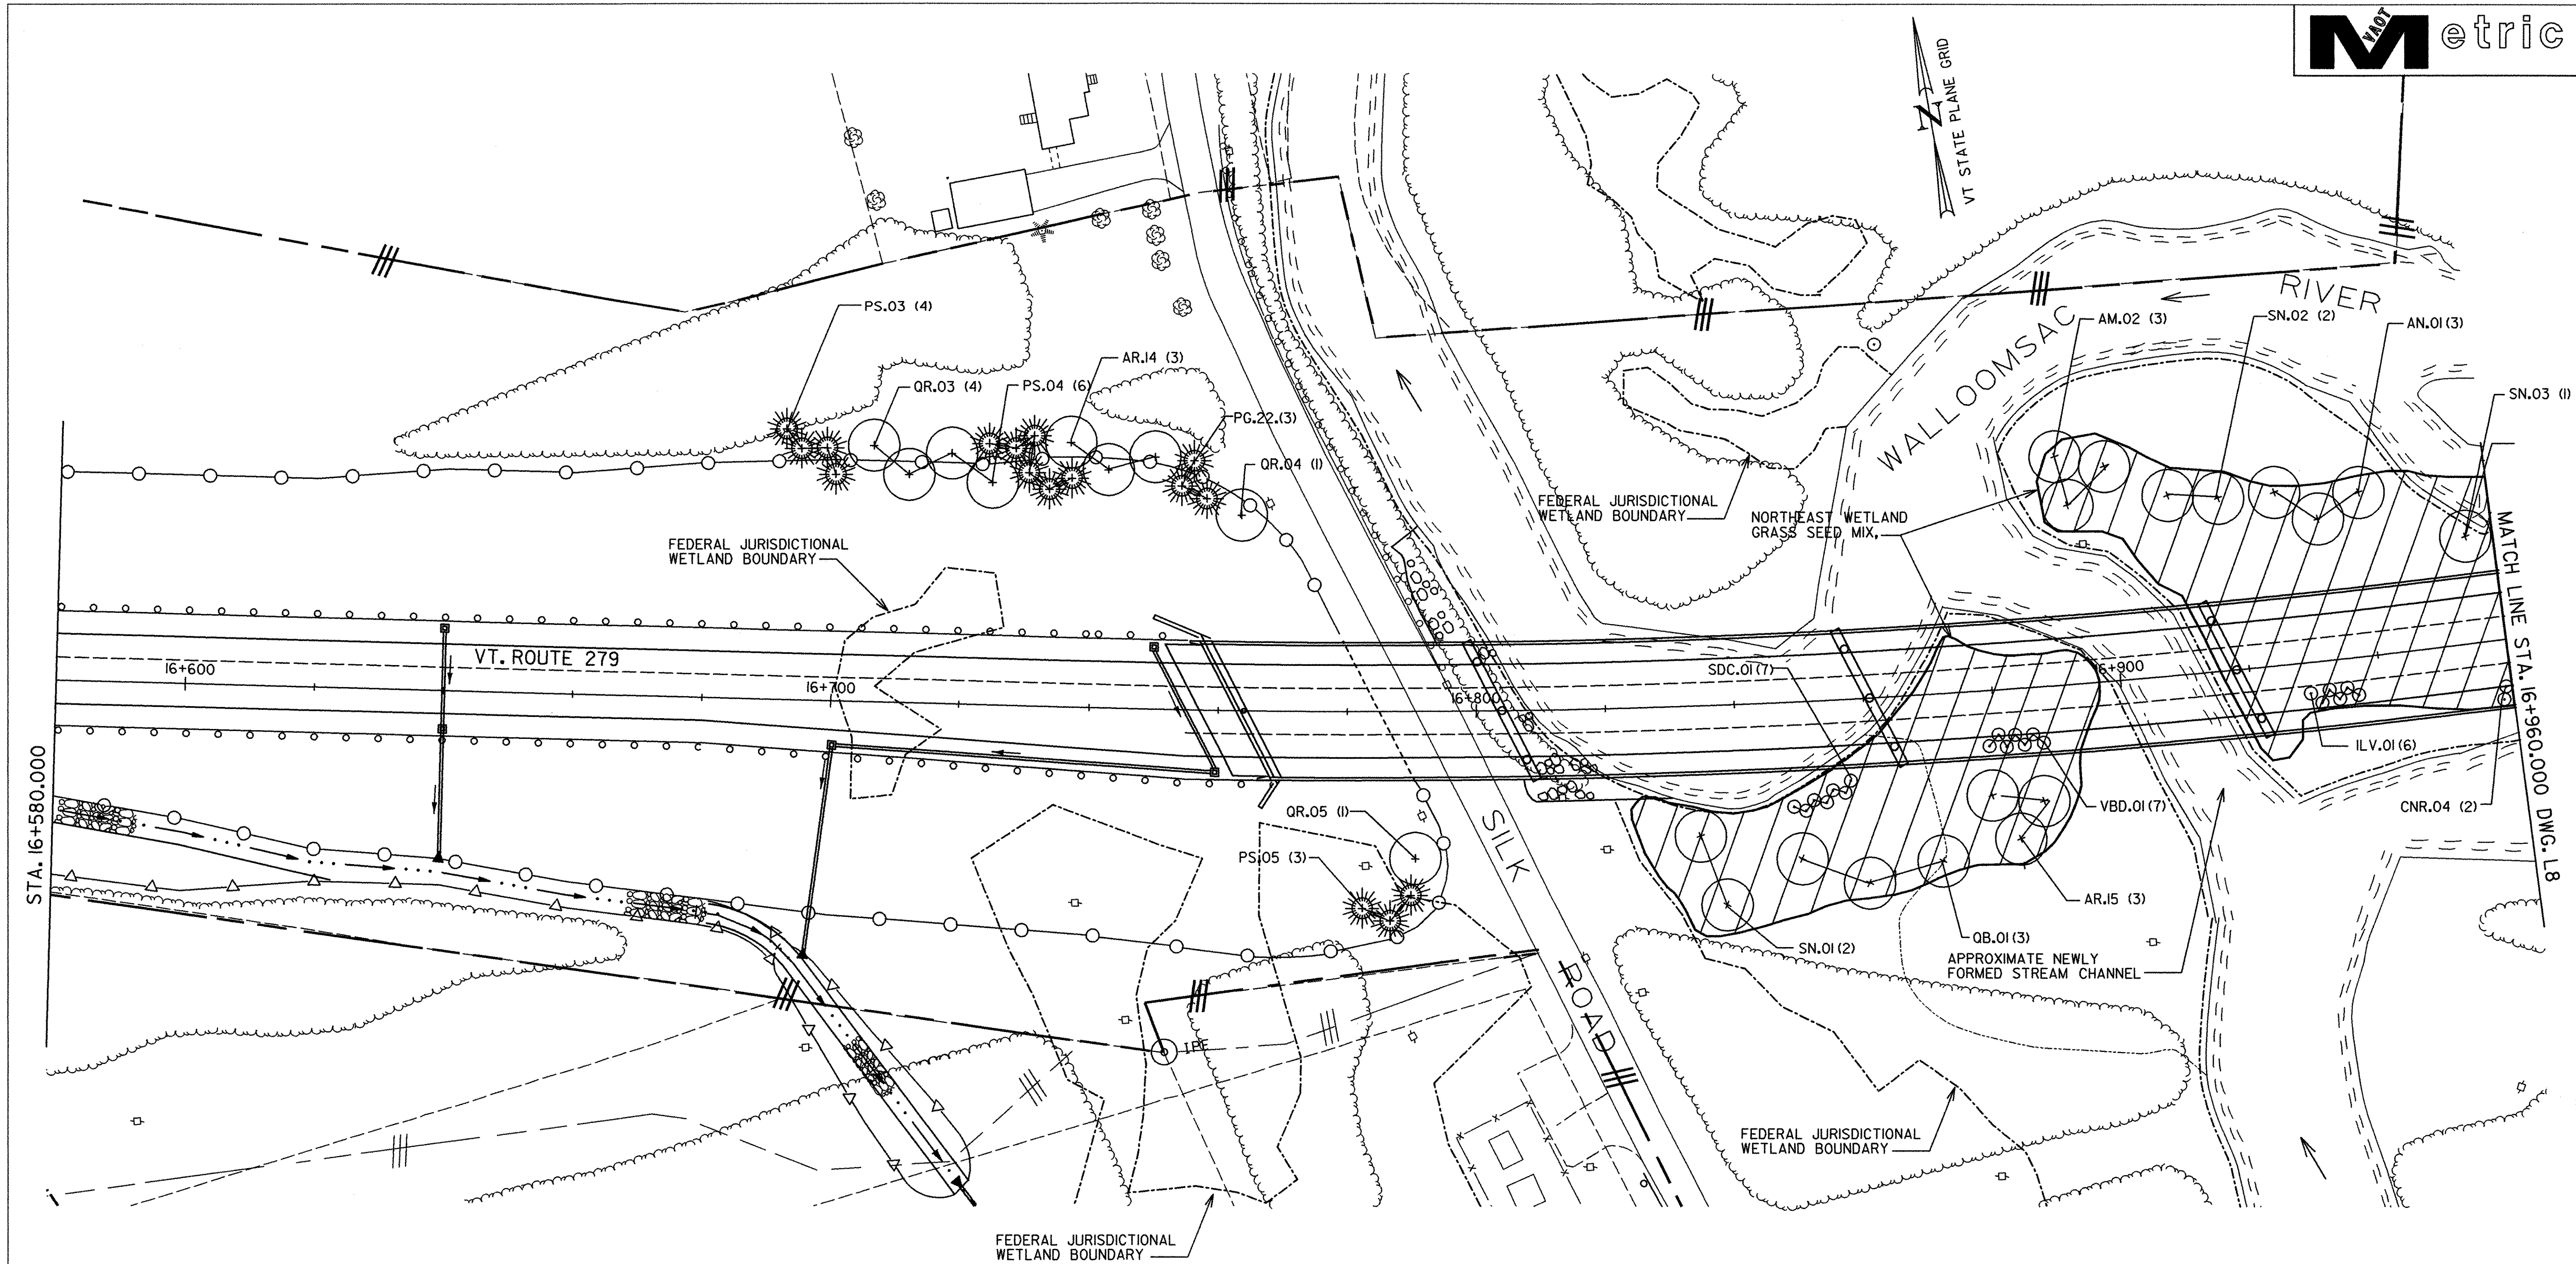 VAOT
Metric
VT STATE PLANE GRID
N
RIVER
WALLOOMSAC
PS.03 (4)
AM.02 (3)
SN.02 (2)
AN.01(3)
AR.14 (3)
QR.03 (4)
PS.04 (6)
SN.03 (1)
PG.22.(3)
QR.04 (1)
FEDERAL JURISDICTIONAL
WETLAND BOUNDARY
NORTHEAST WETLAND
GRASS SEED MIX,
FEDERAL JURISDICTIONAL
WETLAND BOUNDARY
MATCH LINE STA. 16+960.000 DWG. L8
VT. ROUTE 279
16+600
16+700
16+800
16+900
SDC.01(7)
STA. 16+580.000
ILV.01(6)
VBD.01(7)
CNR.04 (2)
QR.05 (1)
PS.05 (3)
SILK
ROAD
AR.15 (3)
SN.01(2)
QB.01(3)
APPROXIMATE NEWLY
FORMED STREAM CHANNEL
IPF
FEDERAL JURISDICTIONAL
WETLAND BOUNDARY
FEDERAL JURISDICTIONAL
WETLAND BOUNDARY